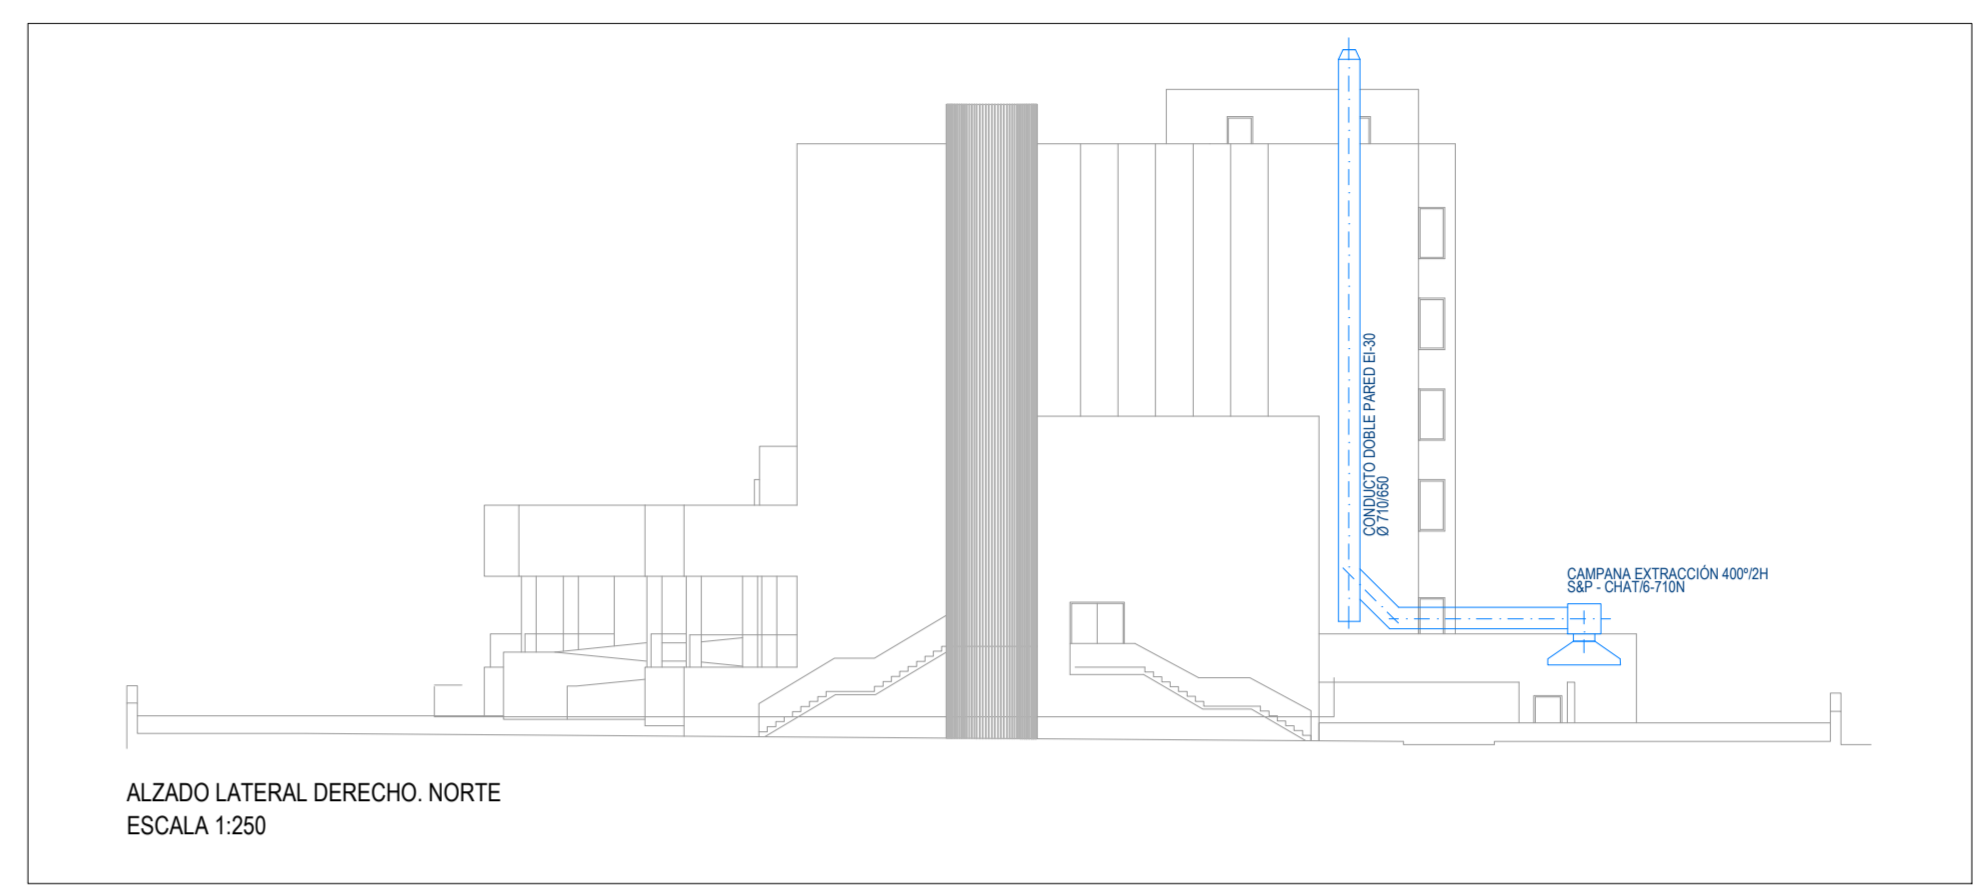 CONDUCTO DOBLE PARED EI-30
Ø 710/650
CAMPANA EXTRACCIÓN 400º/2H
S&P - CHAT/6-710N
ALZADO LATERAL DERECHO. NORTE
ESCALA 1:250